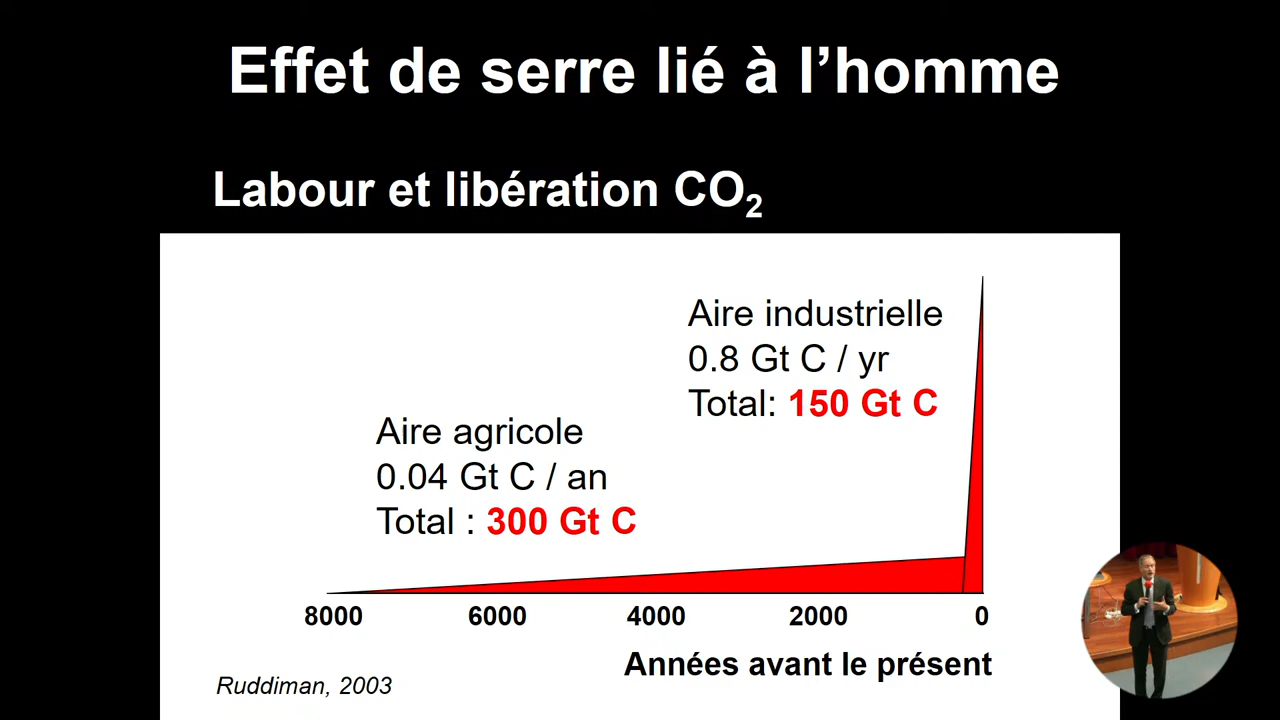 Effet de serre lié à l’homme
Labour et libération CO₂
Aire industrielle
0.8 Gt C / yr
Total: 150 Gt C
Aire agricole
0.04 Gt C / an
Total : 300 Gt C
8000 6000 4000 2000 0
Années avant le présent
Ruddiman, 2003